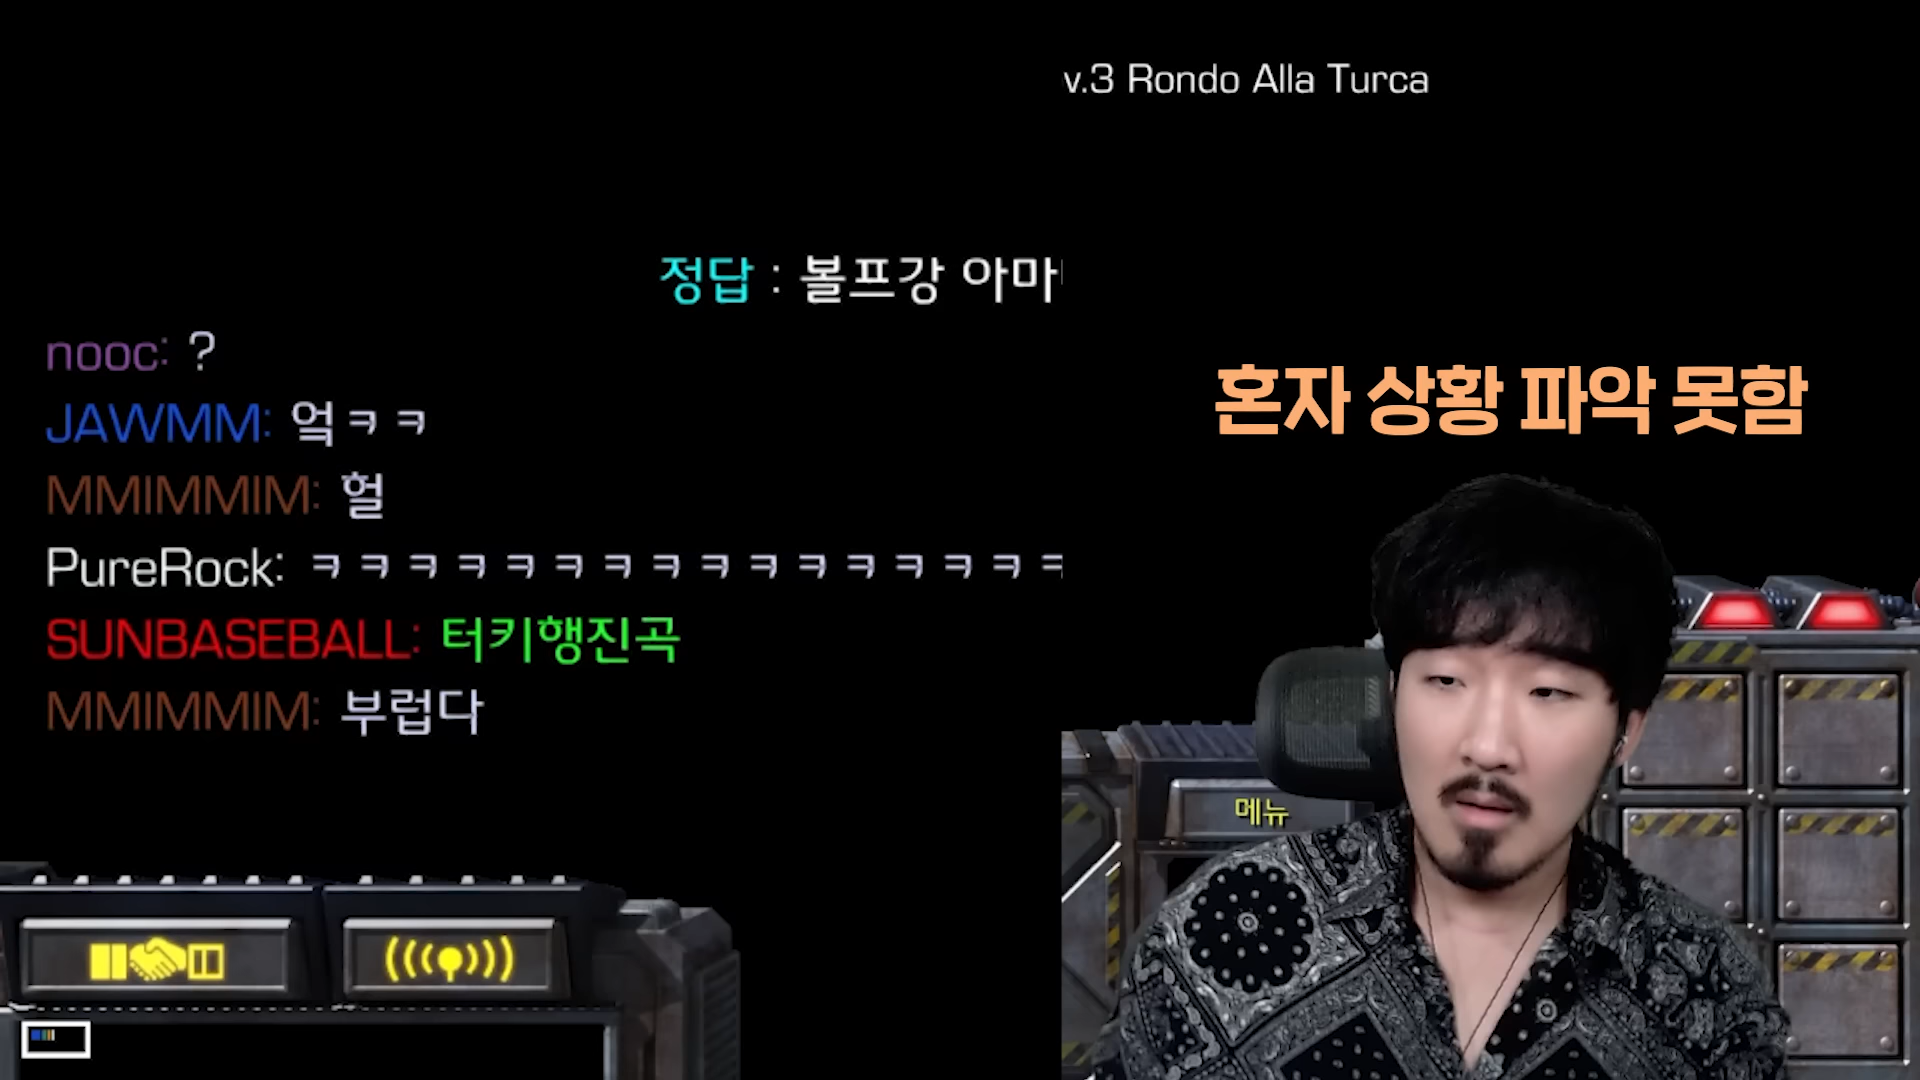 v.3 Rondo Alla Turca
정답 : 볼프강 아마
혼자 상황 파악 못함
nooc: ?
JAWMM: 엌ㅋㅋ
MMIMMIM: 헐
PureRock: ㅋㅋㅋㅋㅋㅋㅋㅋㅋㅋㅋㅋㅋㅋㅋㅋ
SUNBASEBALL: 터키행진곡
MMIMMIM: 부럽다
메뉴